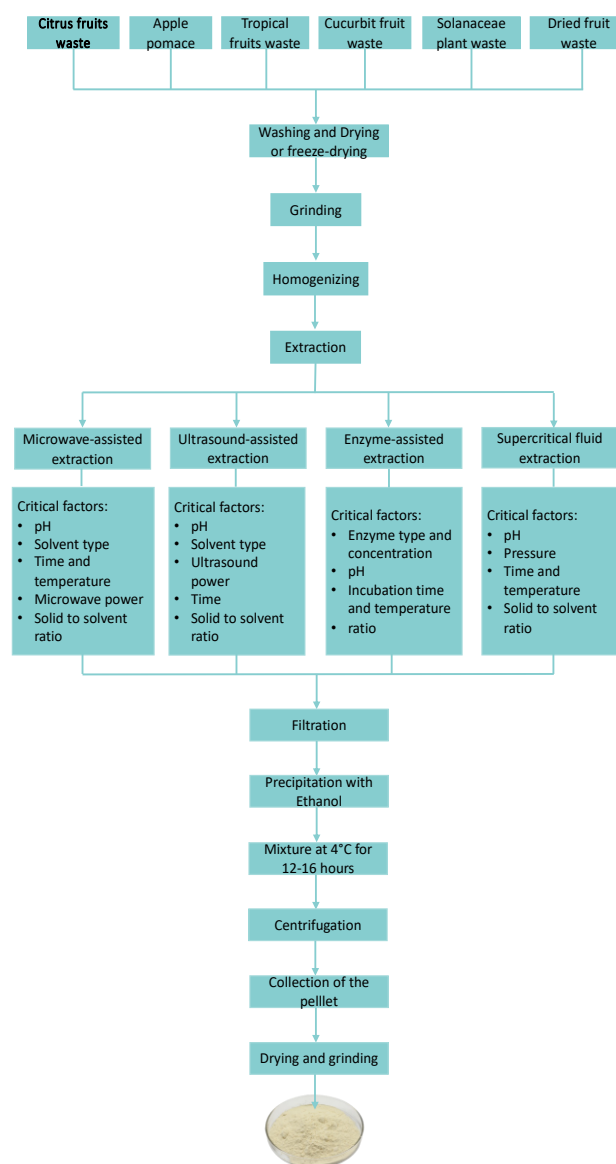 Citrus fruits
waste
Apple
pomace
Tropical
fruits waste
Cucurbit fruit
waste
Solanaceae
plant waste
Dried fruit
waste
Washing and Drying
or freeze-drying
Grinding
Homogenizing
Extraction
Microwave-assisted
extraction
Ultrasound-assisted
extraction
Enzyme-assisted
extraction
Supercritical fluid
extraction
Critical factors:
• pH
• Solvent type
• Time and
temperature
• Microwave power
• Solid to solvent
ratio
Critical factors:
• pH
• Solvent type
• Ultrasound
power
• Time
• Solid to solvent
ratio
Critical factors:
• Enzyme type and
concentration
• pH
• Incubation time
and temperature
• ratio
Critical factors:
• pH
• Pressure
• Time and
temperature
• Solid to solvent
ratio
Filtration
Precipitation with
Ethanol
Mixture at 4°C for
12-16 hours
Centrifugation
Collection of the
pelllet
Drying and grinding